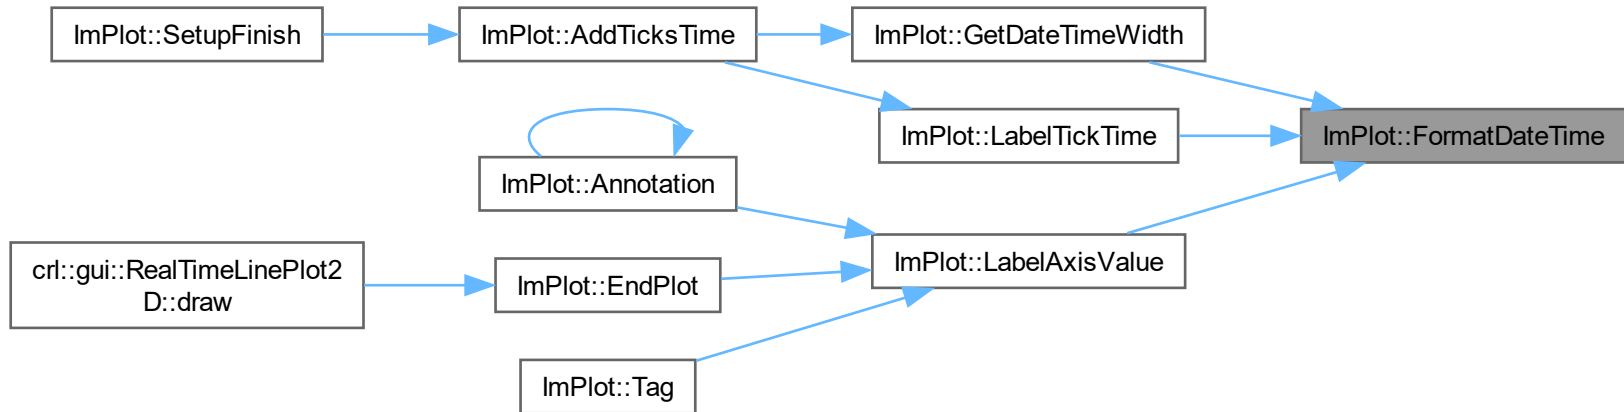 ImPlot::SetupFinish
ImPlot::AddTicksTime
ImPlot::GetDateTimeWidth
ImPlot::LabelTickTime
ImPlot::FormatDateTime
ImPlot::Annotation
ImPlot::LabelAxisValue
crl::gui::RealTimeLinePlot2
D::draw
ImPlot::EndPlot
ImPlot::Tag